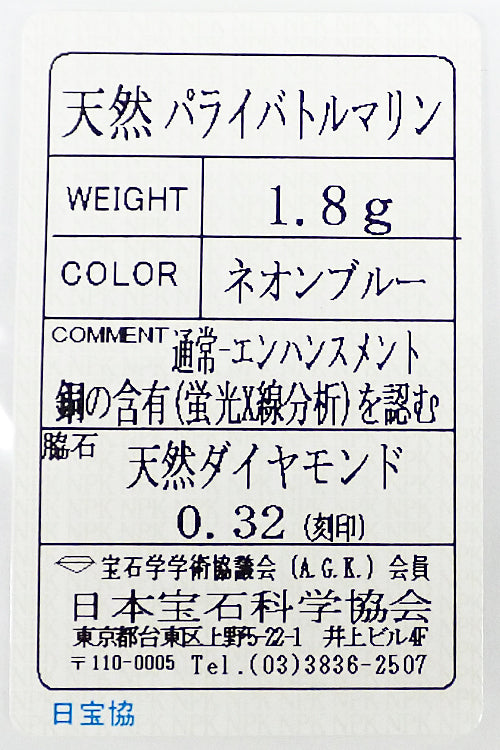 天然 パライバトルマリン
WEIGHT 1.8g
COLOR ネオンブルー
COMMENT 通常-エンハンスメント
銅の含有(蛍光X線分析)を認む
脇石 天然ダイヤモンド
0.32 (刻印)
宝石学学術協議会 (A.G.K.) 会員
日本宝石科学協会
東京都台東区上野5-22-1 井上ビル4F
〒110-0005 Tel.(03)3836-2507
日宝協